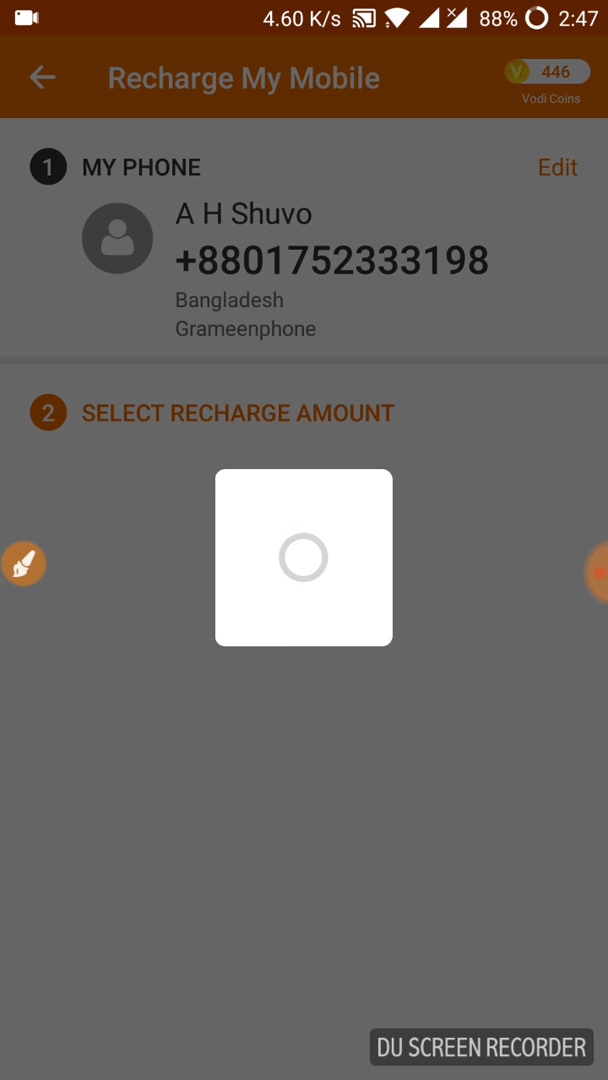 4.60 K/s 88% 2:47
Recharge My Mobile
V 446
Vodi Coins
1 MY PHONE Edit
A H Shuvo
+8801752333198
Bangladesh
Grameenphone
2 SELECT RECHARGE AMOUNT
DU SCREEN RECORDER